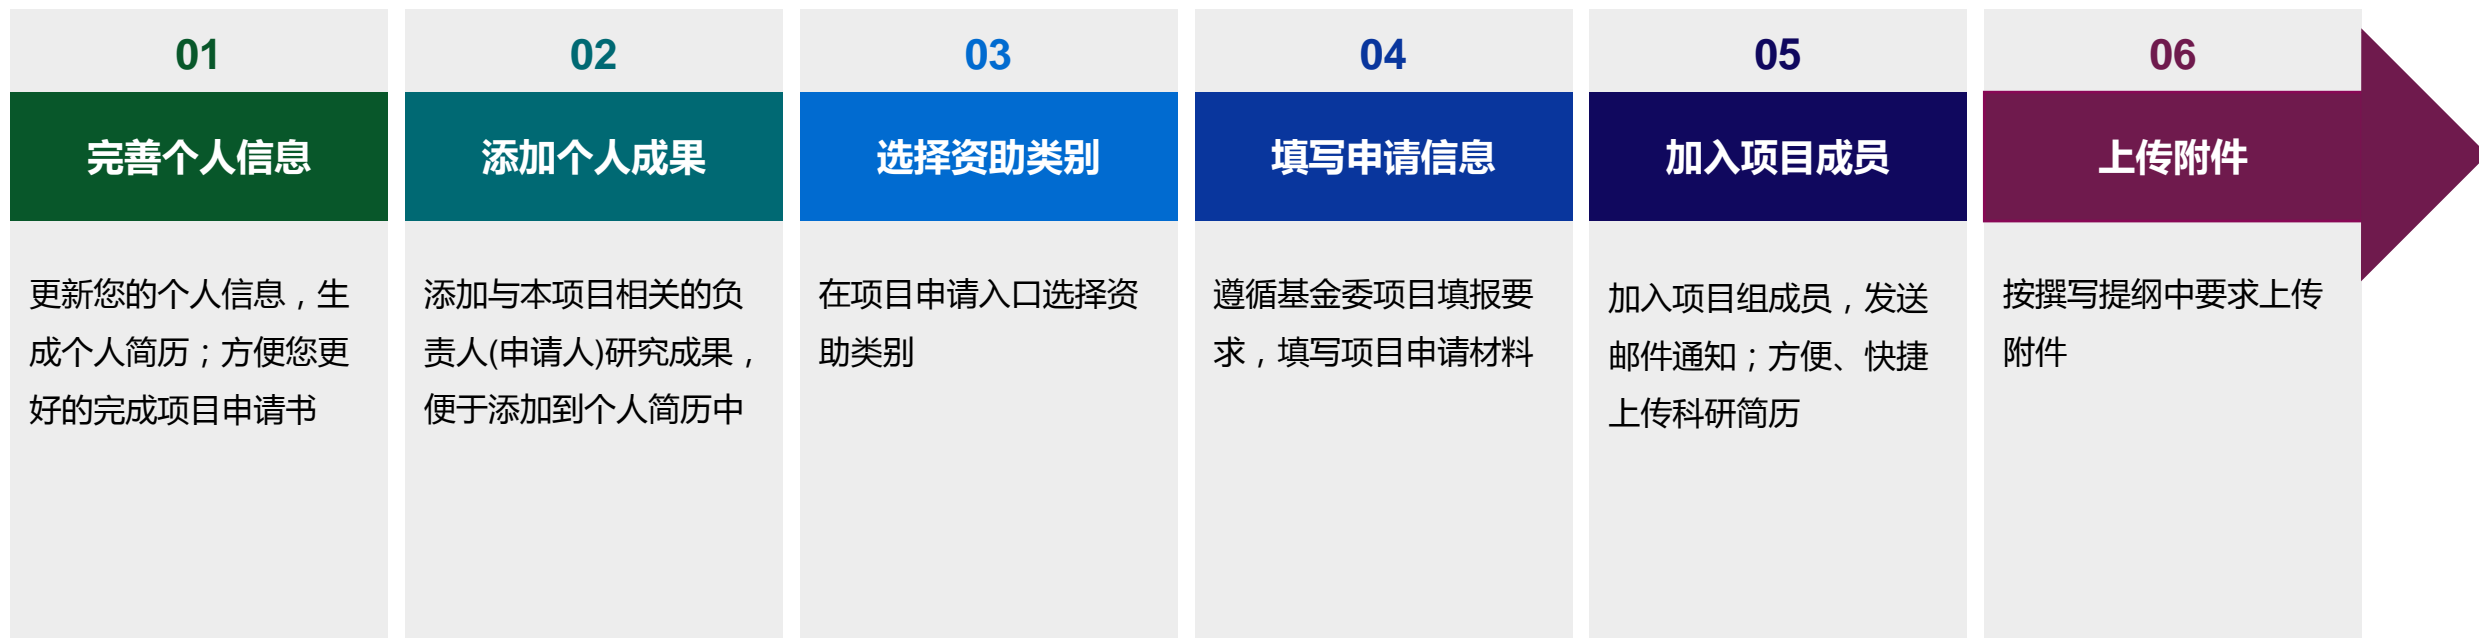 01
完善个人信息
更新您的个人信息，生
成个人简历；方便您更
好的完成项目申请书
02
添加个人成果
添加与本项目相关的负
责人(申请人)研究成果，
便于添加到个人简历中
03
选择资助类别
在项目申请入口选择资
助类别
04
填写申请信息
遵循基金委项目填报要
求，填写项目申请材料
05
加入项目成员
加入项目组成员，发送
邮件通知；方便、快捷
上传科研简历
06
上传附件
按撰写提纲中要求上传
附件